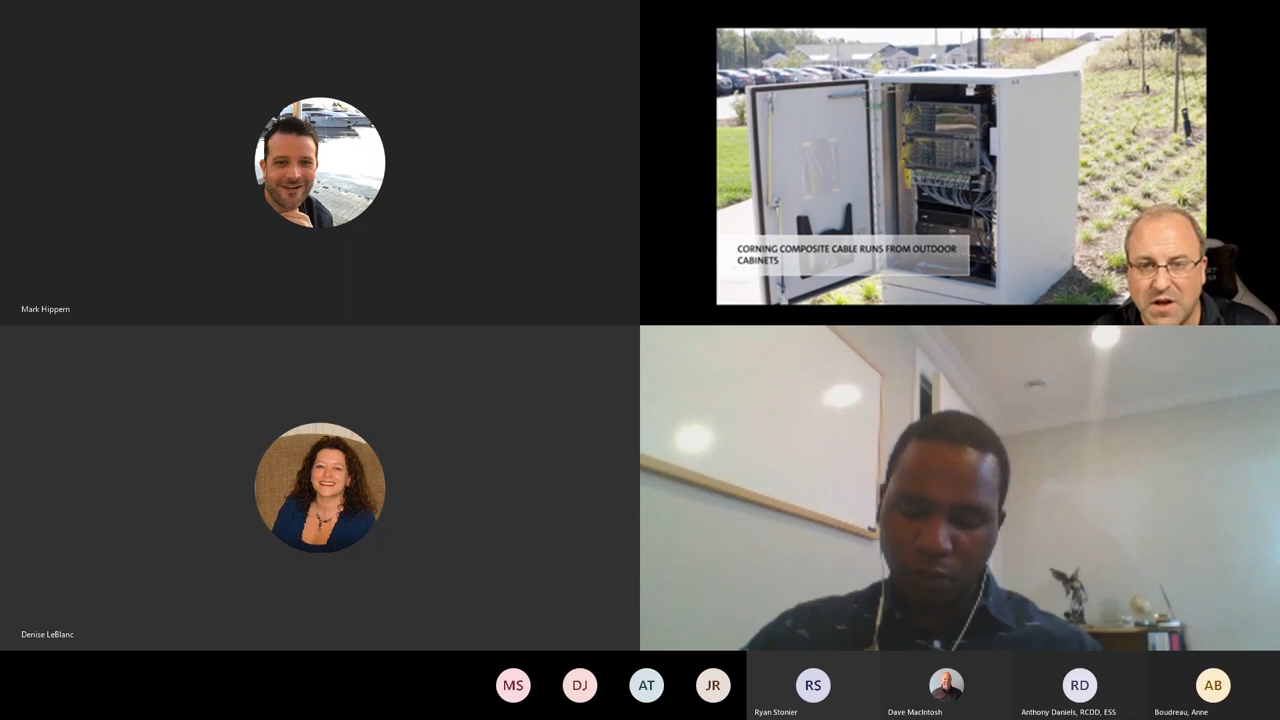 CORNING COMPOSITE CABLE RUNS FROM OUTDOOR
CABINETS
Mark Hippern
Denise LeBlanc
MS
DJ
AT
JR
RS
RD
AB
Ryan Stonier
Dave MacIntosh
Anthony Daniels, RCDD, ESS
Boudreau, Anne